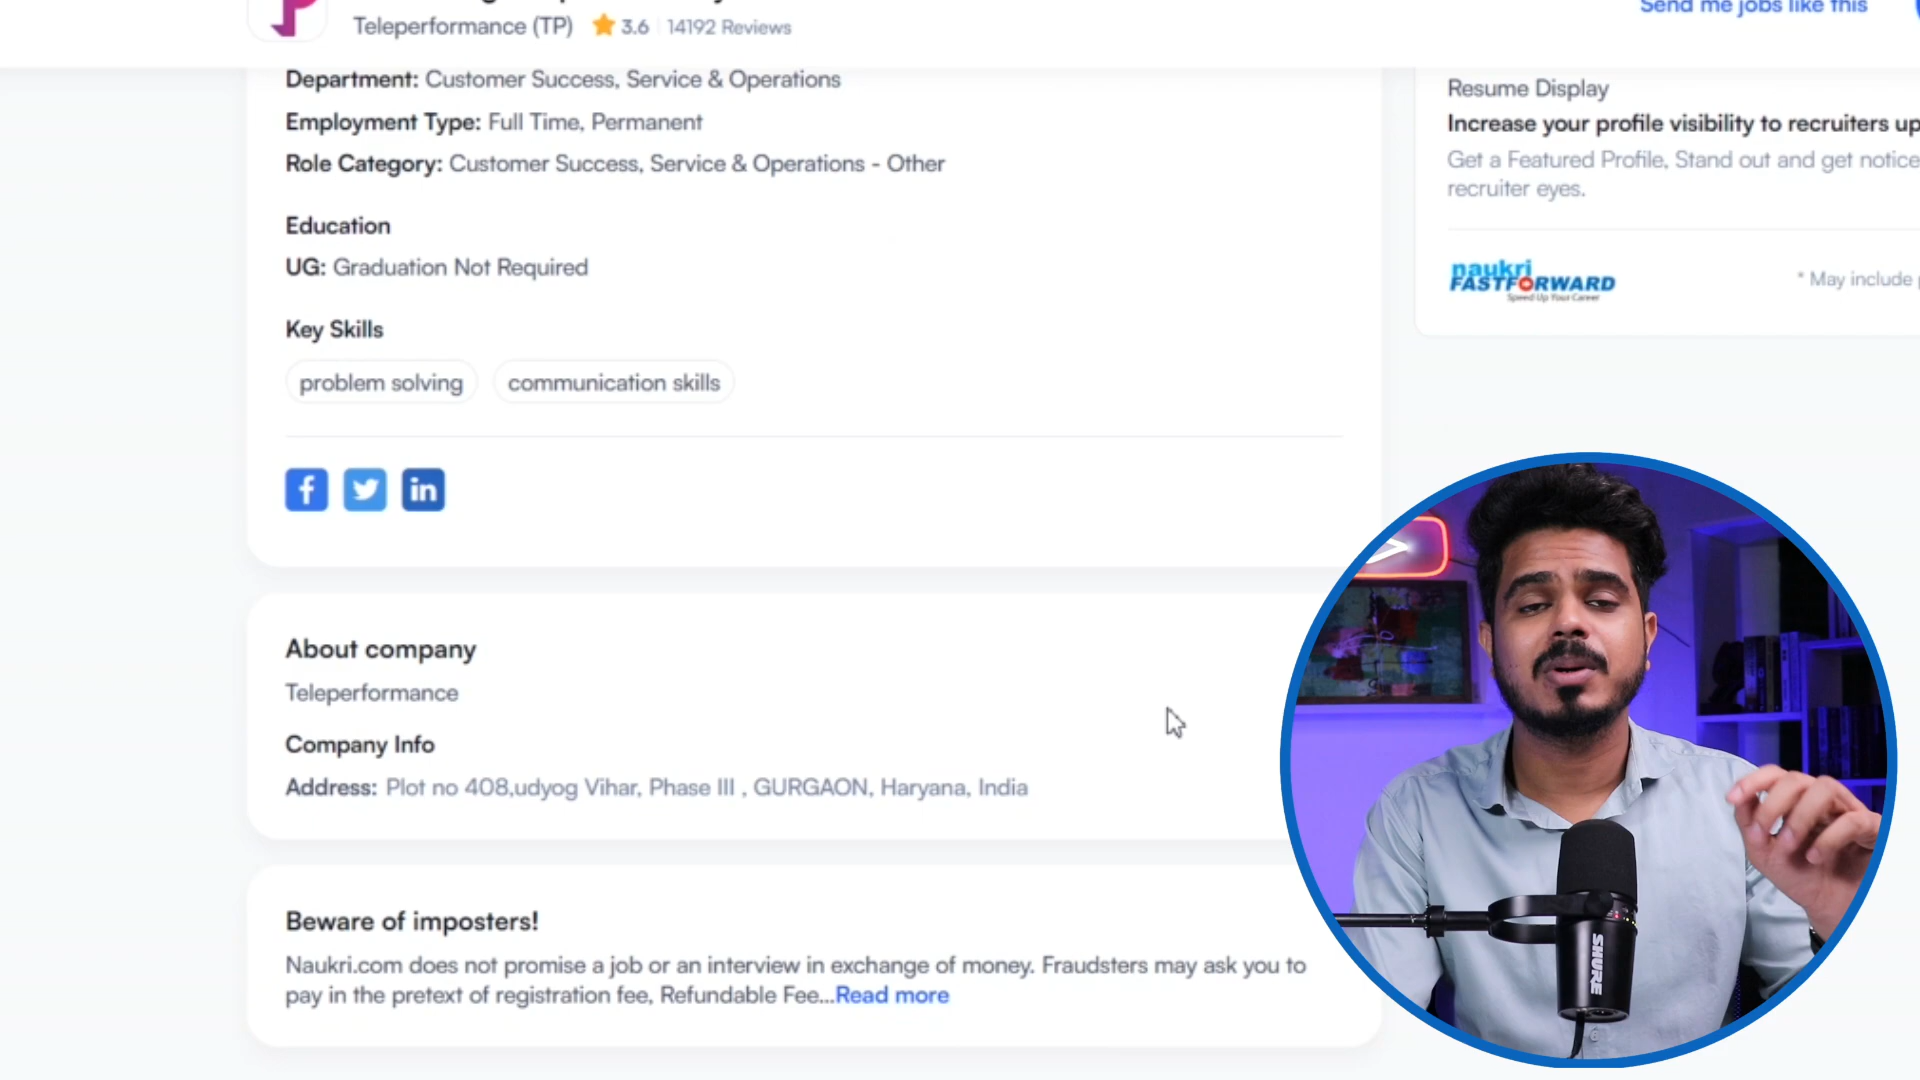 Teleperformance (TP) 3.6 14192 Reviews
Send me jobs like this
Department: Customer Success, Service & Operations
Employment Type: Full Time, Permanent
Role Category: Customer Success, Service & Operations - Other
Education
UG: Graduation Not Required
Key Skills
problem solving communication skills
f in
About company
Teleperformance
Company Info
Address: Plot no 408,udyog Vihar, Phase III , GURGAON, Haryana, India
Beware of imposters!
Naukri.com does not promise a job or an interview in exchange of money. Fraudsters may ask you to
pay in the pretext of registration fee, Refundable Fee...Read more
Resume Display
Increase your profile visibility to recruiters up
Get a Featured Profile, Stand out and get notice
recruiter eyes.
naukri
FASTFORWARD
Speed Up Your Career
* May include
SHURE